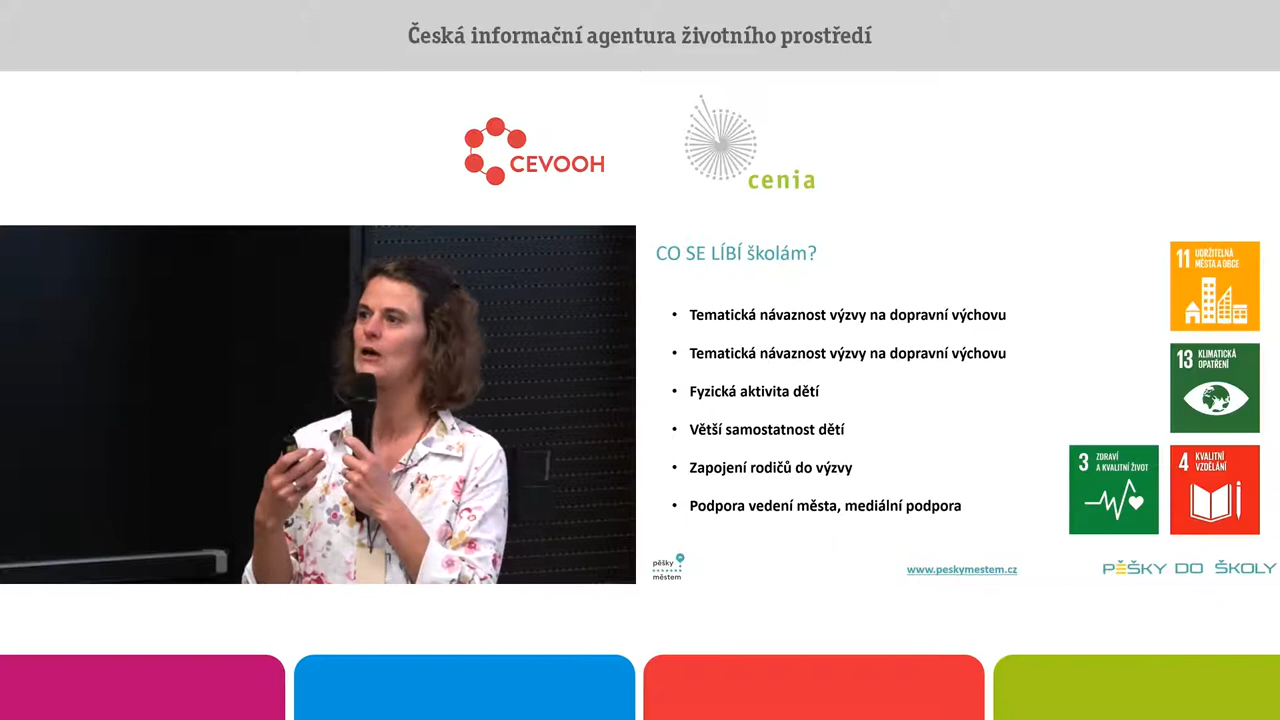 Česká informační agentura životního prostředí
CEVOOH
cenia
CO SE LÍBÍ školám?
• Tematická návaznost výzvy na dopravní výchovu
• Tematická návaznost výzvy na dopravní výchovu
• Fyzická aktivita dětí
• Větší samostatnost dětí
• Zapojení rodičů do výzvy
• Podpora vedení města, mediální podpora
11 UDRŽITELNÁ
MĚSTA A OBCE
13 KLIMATICKÁ
OPATŘENÍ
3 ZDRAVÍ
A KVALITNÍ ŽIVOT
4 KVALITNÍ
VZDĚLÁNÍ
pěšky
městem
www.peskymestem.cz
PĚŠKY DO ŠKOLY